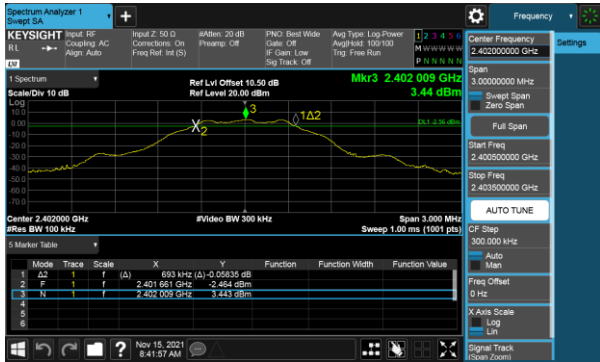 Spectrum Analyzer 1
Swept SA
Frequency
Settings
KEYSIGHT
RL
Input: RF
Coupling: AC
Align: Auto
Input Z: 50 Ω
Corrections: On
Freq Ref: Int (S)
#Atten: 20 dB
Preamp: Off
PNO: Best Wide
Gate: Off
IF Gain: Low
Sig Track: Off
Avg Type: Log-Power
Avg|Hold: 100/100
Trig: Free Run
1 2 3 4 5 6
M W W W W W
P N N N N N
LNI
1 Spectrum
Scale/Div 10 dB
Ref Lvl Offset 10.50 dB
Ref Level 20.00 dBm
Mkr3 2.402 009 GHz
3.44 dBm
Log
10.0
0.00
-10.0
-20.0
-30.0
-40.0
-50.0
-60.0
-70.0
3
1Δ2
X2
DL1 -2.56 dBm
Center 2.402000 GHz
#Video BW 300 kHz
Span 3.000 MHz
#Res BW 100 kHz
Sweep 1.00 ms (1001 pts)
5 Marker Table
Mode Trace Scale X Y Function Function Width Function Value
1 Δ2 1 f (Δ) 693 kHz (Δ) -0.05835 dB
2 F 1 f 2.401 661 GHz -2.464 dBm
3 N 1 f 2.402 009 GHz 3.443 dBm
4
5
6
Center Frequency
2.402000000 GHz
Span
3.00000000 MHz
Swept Span
Zero Span
Full Span
Start Freq
2.400500000 GHz
Stop Freq
2.403500000 GHz
AUTO TUNE
CF Step
300.000 kHz
Auto
Man
Freq Offset
0 Hz
X Axis Scale
Log
Lin
Signal Track
(Span Zoom)
?
Nov 15, 2021
8:41:57 AM